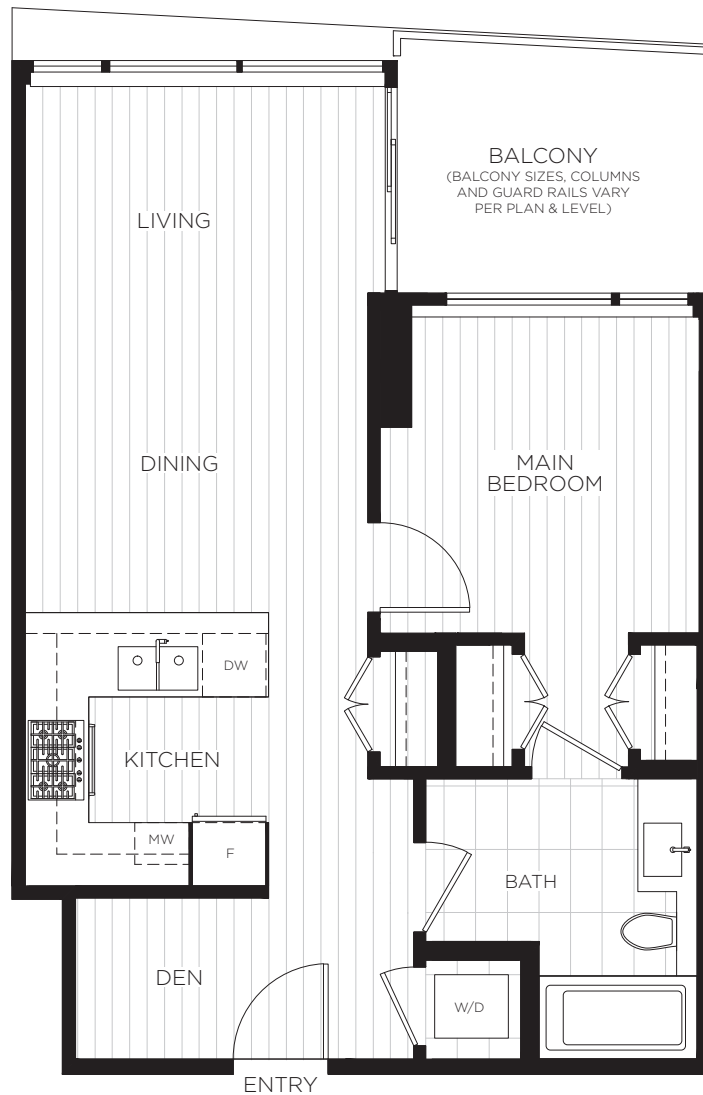 BALCONY
(BALCONY SIZES, COLUMNS
AND GUARD RAILS VARY
PER PLAN & LEVEL)
LIVING
DINING
MAIN
BEDROOM
DW
KITCHEN
MW
F
BATH
DEN
W/D
ENTRY